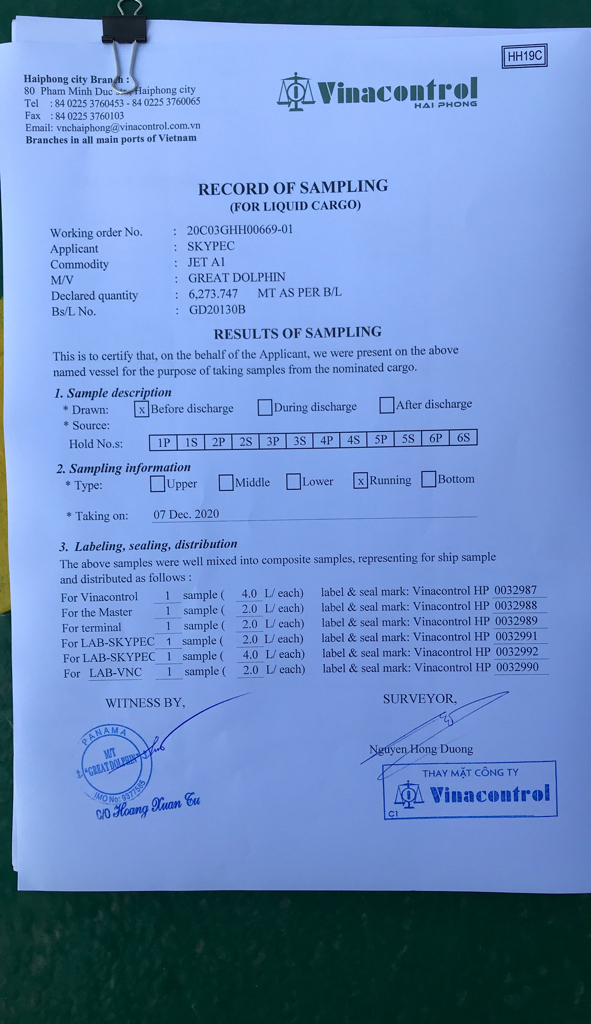 HH19C
Haiphong city Branch :
80 Pham Minh Duc Haiphong city
Tel : 84 0225 3760453 - 84 0225 3760065
Fax : 84 0225 3760103
Email: vnchaiphong@vinacontrol.com.vn
Branches in all main ports of Vietnam
Vinacontrol
HAI PHONG
RECORD OF SAMPLING
(FOR LIQUID CARGO)
Working order No. : 20C03GHH00669-01
Applicant : SKYPEC
Commodity : JET A1
M/V : GREAT DOLPHIN
Declared quantity : 6,273.747 MT AS PER B/L
Bs/L No. : GD20130B
RESULTS OF SAMPLING
This is to certify that, on the behalf of the Applicant, we were present on the above
named vessel for the purpose of taking samples from the nominated cargo.
1. Sample description
* Drawn: x Before discharge During discharge After discharge
* Source:
Hold No.s: 1P 1S 2P 2S 3P 3S 4P 4S 5P 5S 6P 6S
2. Sampling information
* Type: Upper Middle Lower x Running Bottom
* Taking on: 07 Dec. 2020
3. Labeling, sealing, distribution
The above samples were well mixed into composite samples, representing for ship sample
and distributed as follows :
For Vinacontrol 1 sample ( 4.0 L/ each) label & seal mark: Vinacontrol HP 0032987
For the Master 1 sample ( 2.0 L/ each) label & seal mark: Vinacontrol HP 0032988
For terminal 1 sample ( 2.0 L/ each) label & seal mark: Vinacontrol HP 0032989
For LAB-SKYPEC 1 sample ( 2.0 L/ each) label & seal mark: Vinacontrol HP 0032991
For LAB-SKYPEC 1 sample ( 4.0 L/ each) label & seal mark: Vinacontrol HP 0032992
For LAB-VNC 1 sample ( 2.0 L/ each) label & seal mark: Vinacontrol HP 0032990
WITNESS BY,
SURVEYOR,
PANAMA
M/T
"GREAT DOLPHIN"
IMO No: 9377585
C/O Hoang Xuan Tu
Nguyen Hong Duong
THAY MẶT CÔNG TY
Vinacontrol
C1